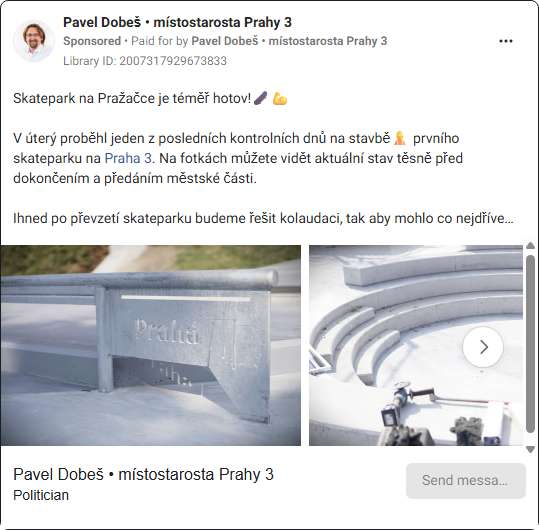 Pavel Dobeš • místostarosta Prahy 3
Sponsored • Paid for by Pavel Dobeš • místostarosta Prahy 3
Library ID: 2007317929673833
Skatepark na Pražačce je téměř hotov!🛹 💪
V úterý proběhl jeden z posledních kontrolních dnů na stavbě🚧 prvního
skateparku na Praha 3. Na fotkách můžete vidět aktuální stav těsně před
dokončením a předáním městské části.
Ihned po převzetí skateparku budeme řešit kolaudaci, tak aby mohlo co nejdříve…
Praha
Pavel Dobeš • místostarosta Prahy 3
Politician
Send messa...